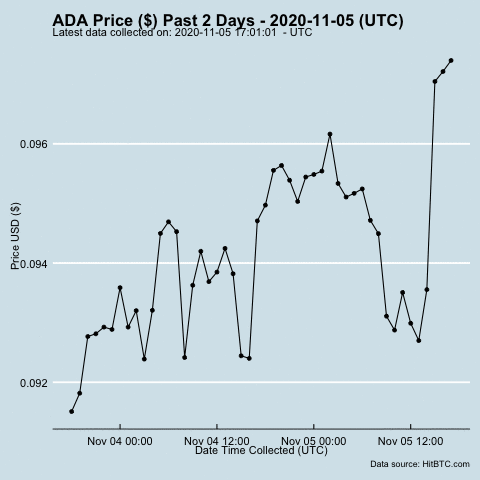 ADA Price ($) Past 2 Days - 2020-11-05 (UTC)
Latest data collected on: 2020-11-05 17:01:01  - UTC
Price USD ($)
0.096
0.094
0.092
Nov 04 00:00 Nov 04 12:00 Nov 05 00:00 Nov 05 12:00
Date Time Collected (UTC)
Data source: HitBTC.com